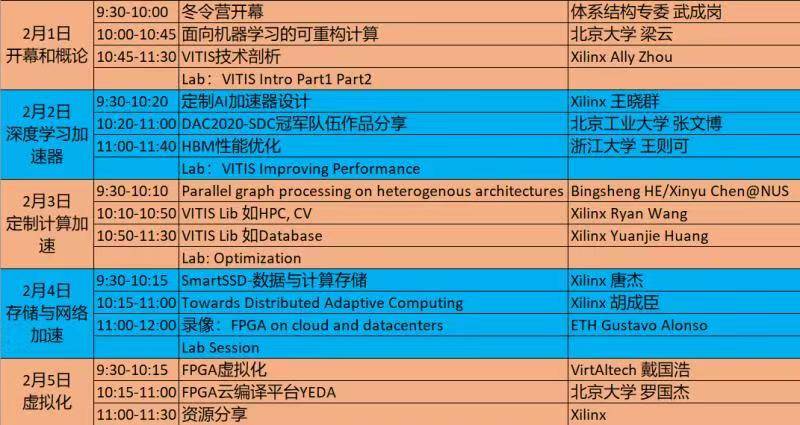 2月1日
开幕和概论
9:30-10:00 冬令营开幕 体系结构专委 武成岗
10:00-10:45 面向机器学习的可重构计算 北京大学 梁云
10:45-11:30 VITIS技术剖析 Xilinx Ally Zhou
Lab：VITIS Intro Part1 Part2
2月2日
深度学习加
速器
9:30-10:20 定制AI加速器设计 Xilinx 王晓群
10:20-11:00 DAC2020-SDC冠军队伍作品分享 北京工业大学 张文博
11:00-11:40 HBM性能优化 浙江大学 王则可
Lab：VITIS Improving Performance
2月3日
定制计算加
速
9:30-10:10 Parallel graph processing on heterogenous architectures Bingsheng HE/Xinyu Chen@NUS
10:10-10:50 VITIS Lib 如HPC, CV Xilinx Ryan Wang
10:50-11:30 VITIS Lib 如Database Xilinx Yuanjie Huang
Lab: Optimization
2月4日
存储与网络
加速
9:30-10:15 SmartSSD-数据与计算存储 Xilinx 唐杰
10:15-11:00 Towards Distributed Adaptive Computing Xilinx 胡成臣
11:00-12:00 录像：FPGA on cloud and datacenters ETH Gustavo Alonso
Lab Session
2月5日
虚拟化
9:30-10:15 FPGA虚拟化 VirtAItech 戴国浩
10:15-11:00 FPGA云编译平台YEDA 北京大学 罗国杰
11:00-11:30 资源分享 Xilinx